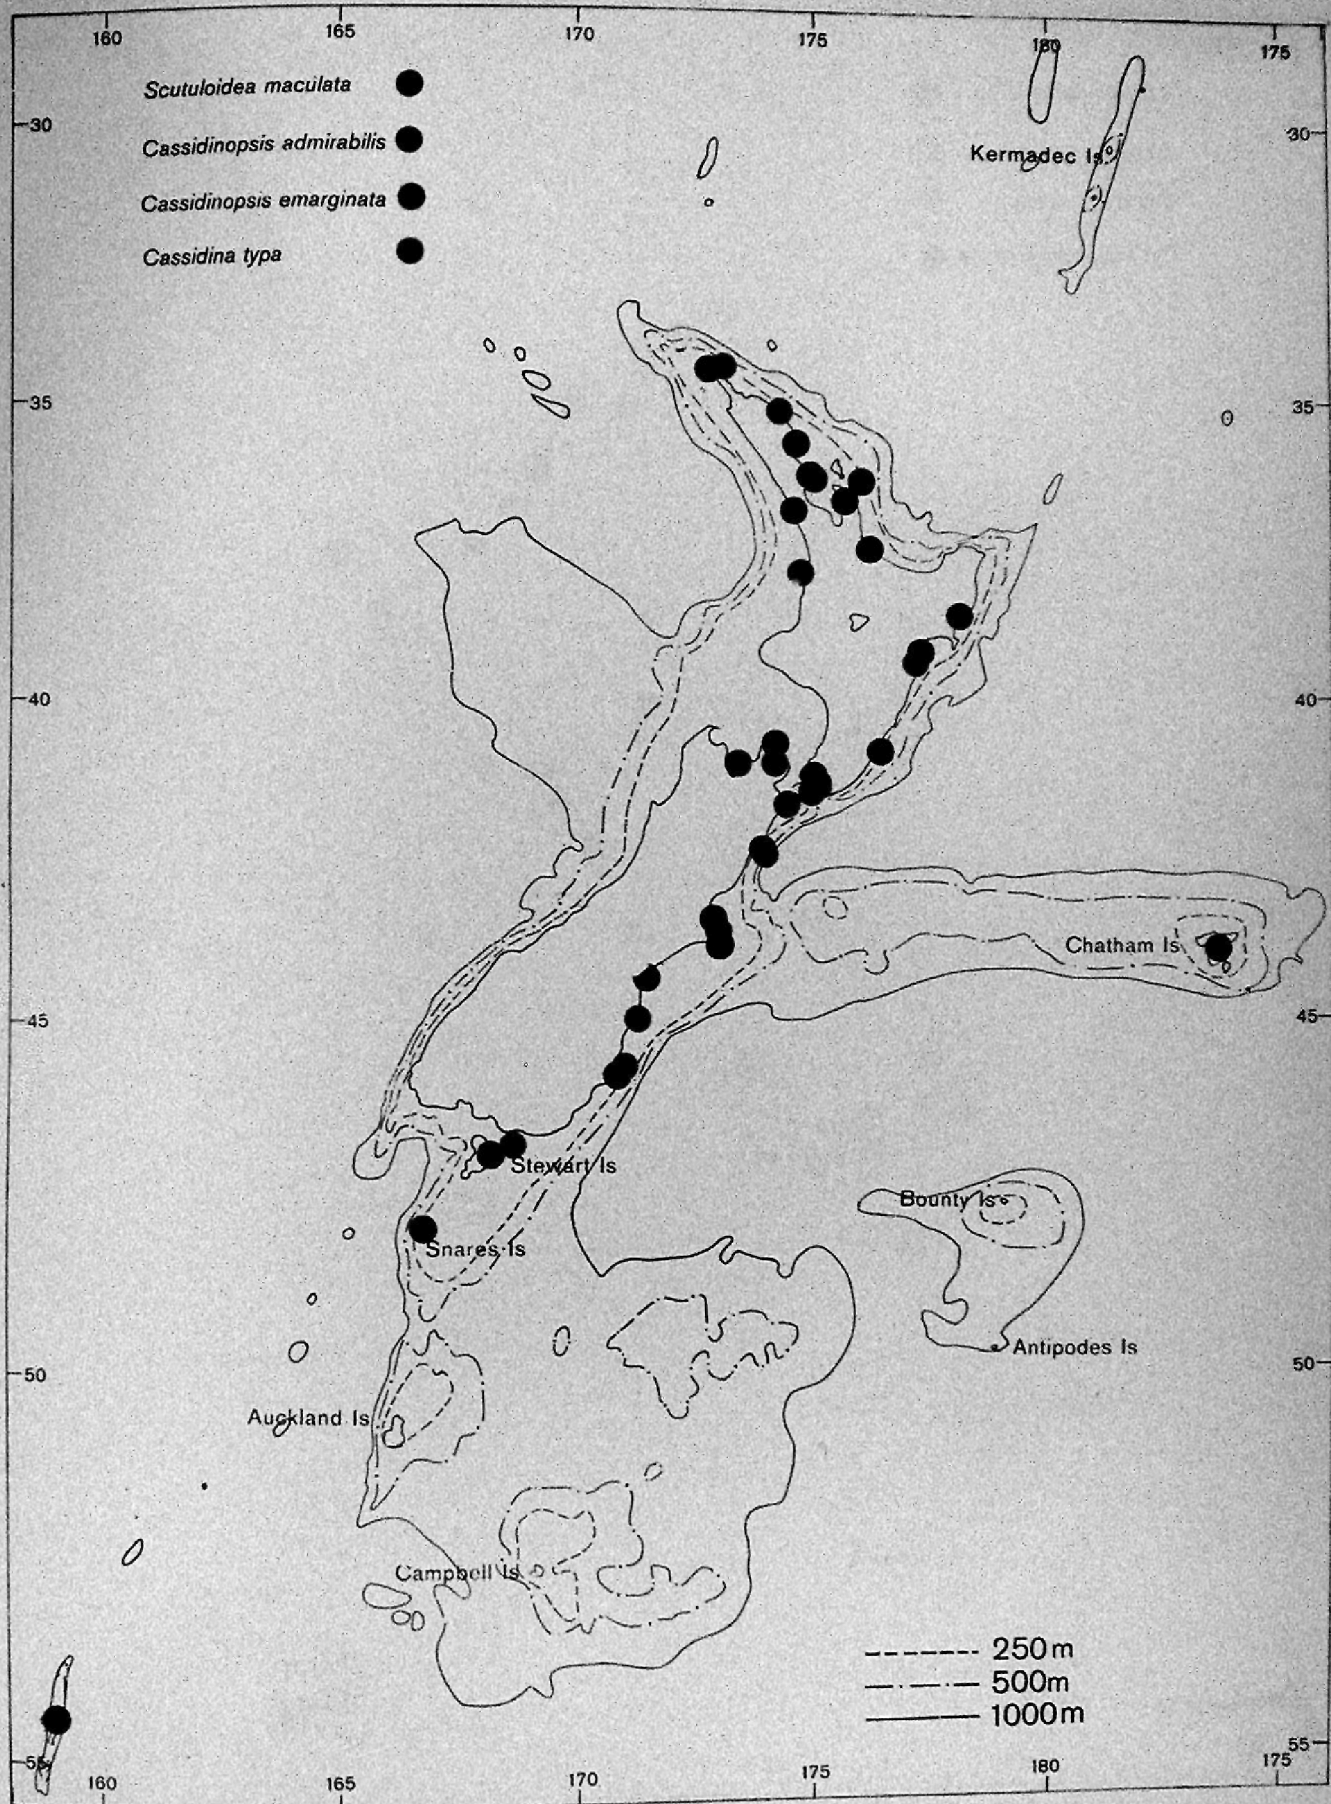 160 165 170 175 180 175
Scutuloidea maculata
30 30
Cassidinopsis admirabilis
Kermadec Is
Cassidinopsis emarginata
Cassidina typa
35 35
40 40
Chatham Is
45 45
Stewart Is
Bounty Is
Snares Is
Antipodes Is
50 50
Auckland Is
Campbell Is
250m
500m
1000m
55 55
160 165 170 175 180 175